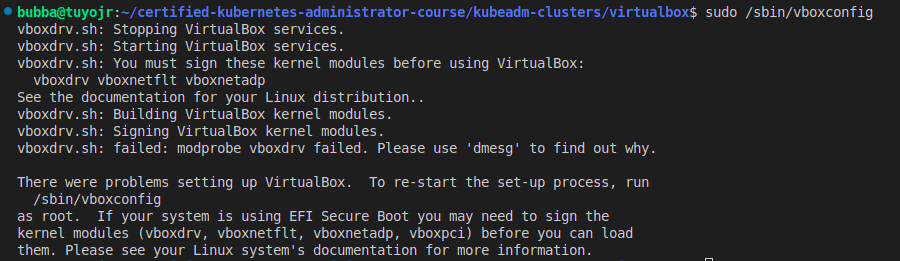 bubba@tuyojr:~/certified-kubernetes-administrator-course/kubeadm-clusters/virtualbox$ sudo /sbin/vboxconfig
vboxdrv.sh: Stopping VirtualBox services.
vboxdrv.sh: Starting VirtualBox services.
vboxdrv.sh: You must sign these kernel modules before using VirtualBox:
  vboxdrv vboxnetflt vboxnetadp
See the documentation for your Linux distribution..
vboxdrv.sh: Building VirtualBox kernel modules.
vboxdrv.sh: Signing VirtualBox kernel modules.
vboxdrv.sh: failed: modprobe vboxdrv failed. Please use 'dmesg' to find out why.

There were problems setting up VirtualBox.  To re-start the set-up process, run
  /sbin/vboxconfig
as root.  If your system is using EFI Secure Boot you may need to sign the
kernel modules (vboxdrv, vboxnetflt, vboxnetadp, vboxpci) before you can load
them. Please see your Linux system's documentation for more information.